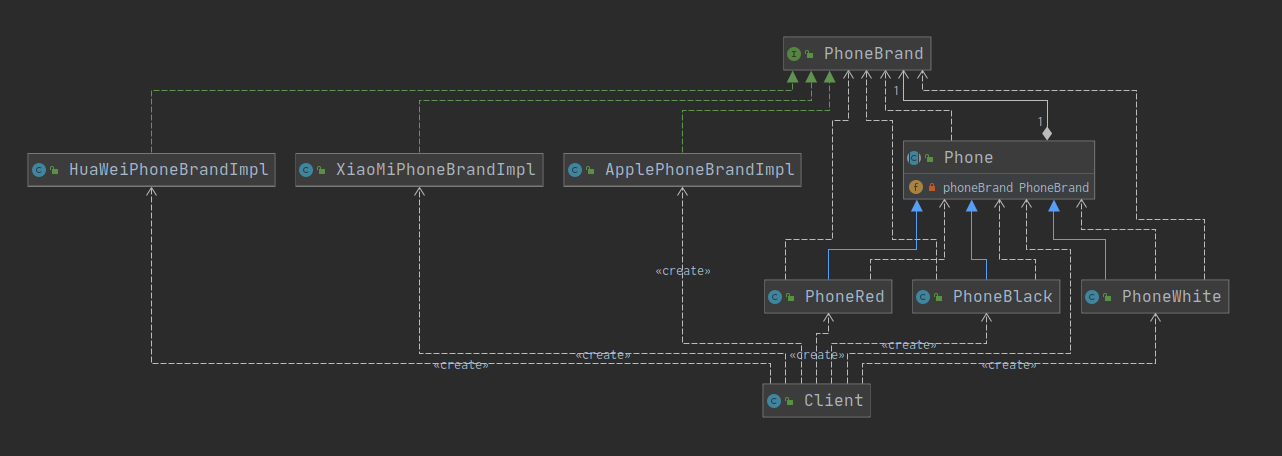 PhoneBrand
1
1
Phone
phoneBrand PhoneBrand
HuaWeiPhoneBrandImpl
XiaoMiPhoneBrandImpl
ApplePhoneBrandImpl
«create»
PhoneRed
PhoneBlack
PhoneWhite
«create»
«create»
«create»
«create»
«create»
Client